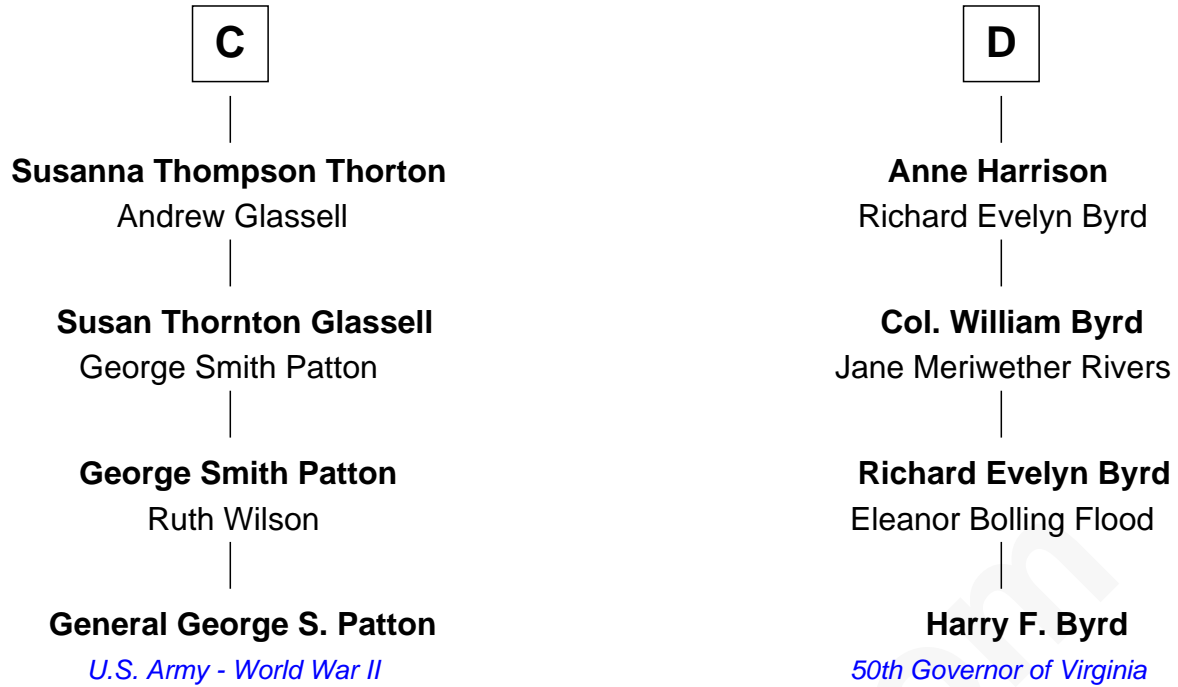 C
D
Susanna Thompson Thorton
Andrew Glassell
Anne Harrison
Richard Evelyn Byrd
Susan Thornton Glassell
George Smith Patton
Col. William Byrd
Jane Meriwether Rivers
George Smith Patton
Ruth Wilson
Richard Evelyn Byrd
Eleanor Bolling Flood
General George S. Patton
U.S. Army - World War II
Harry F. Byrd
50th Governor of Virginia